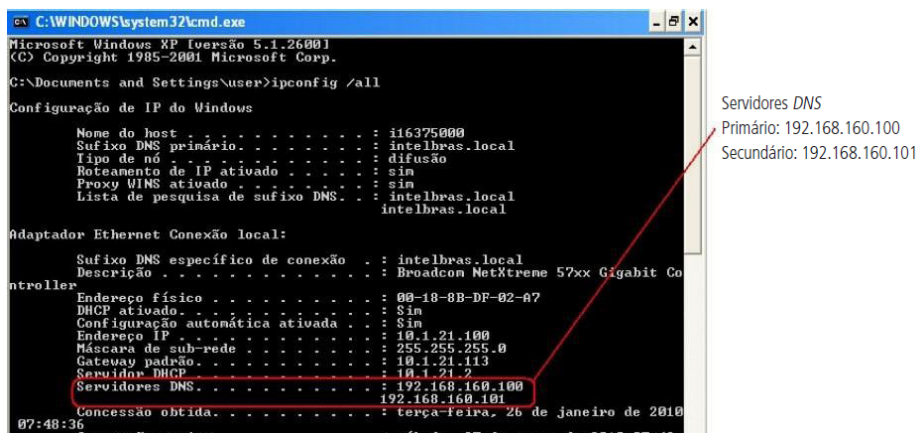 C:\WINDOWS\system32\cmd.exe
Microsoft Windows XP [versão 5.1.2600]
(C) Copyright 1985-2001 Microsoft Corp.
C:\Documents and Settings\user>ipconfig /all
Configuração de IP do Windows
Nome do host . . . . . . . . . . . : i16375000
Sufixo DNS primário. . . . . . . . : intelbras.local
Tipo de nó . . . . . . . . . . . . : difusão
Roteamento de IP ativado . . . . . : sim
Proxy WINS ativado . . . . . . . . : sim
Lista de pesquisa de sufixo DNS. . : intelbras.local
intelbras.local
Adaptador Ethernet Conexão local:
Sufixo DNS específico de conexão . : intelbras.local
Descrição . . . . . . . . . . . . . : Broadcom NetXtreme 57xx Gigabit Co
ntroller
Endereço físico . . . . . . . . . . : 00-18-8B-DF-02-A7
DHCP ativado. . . . . . . . . . . . : Sim
Configuração automática ativada . . : Sim
Endereço IP . . . . . . . . . . . . : 10.1.21.100
Máscara de sub-rede . . . . . . . . : 255.255.255.0
Gateway padrão. . . . . . . . . . . : 10.1.21.113
Servidor DHCP . . . . . . . . . . . : 10.1.21.2
Servidores DNS. . . . . . . . . . . : 192.168.160.100
192.168.160.101
Concessão obtida. . . . . . . . . . : terça-feira, 26 de janeiro de 2010
07:48:36
Servidores DNS
Primário: 192.168.160.100
Secundário: 192.168.160.101